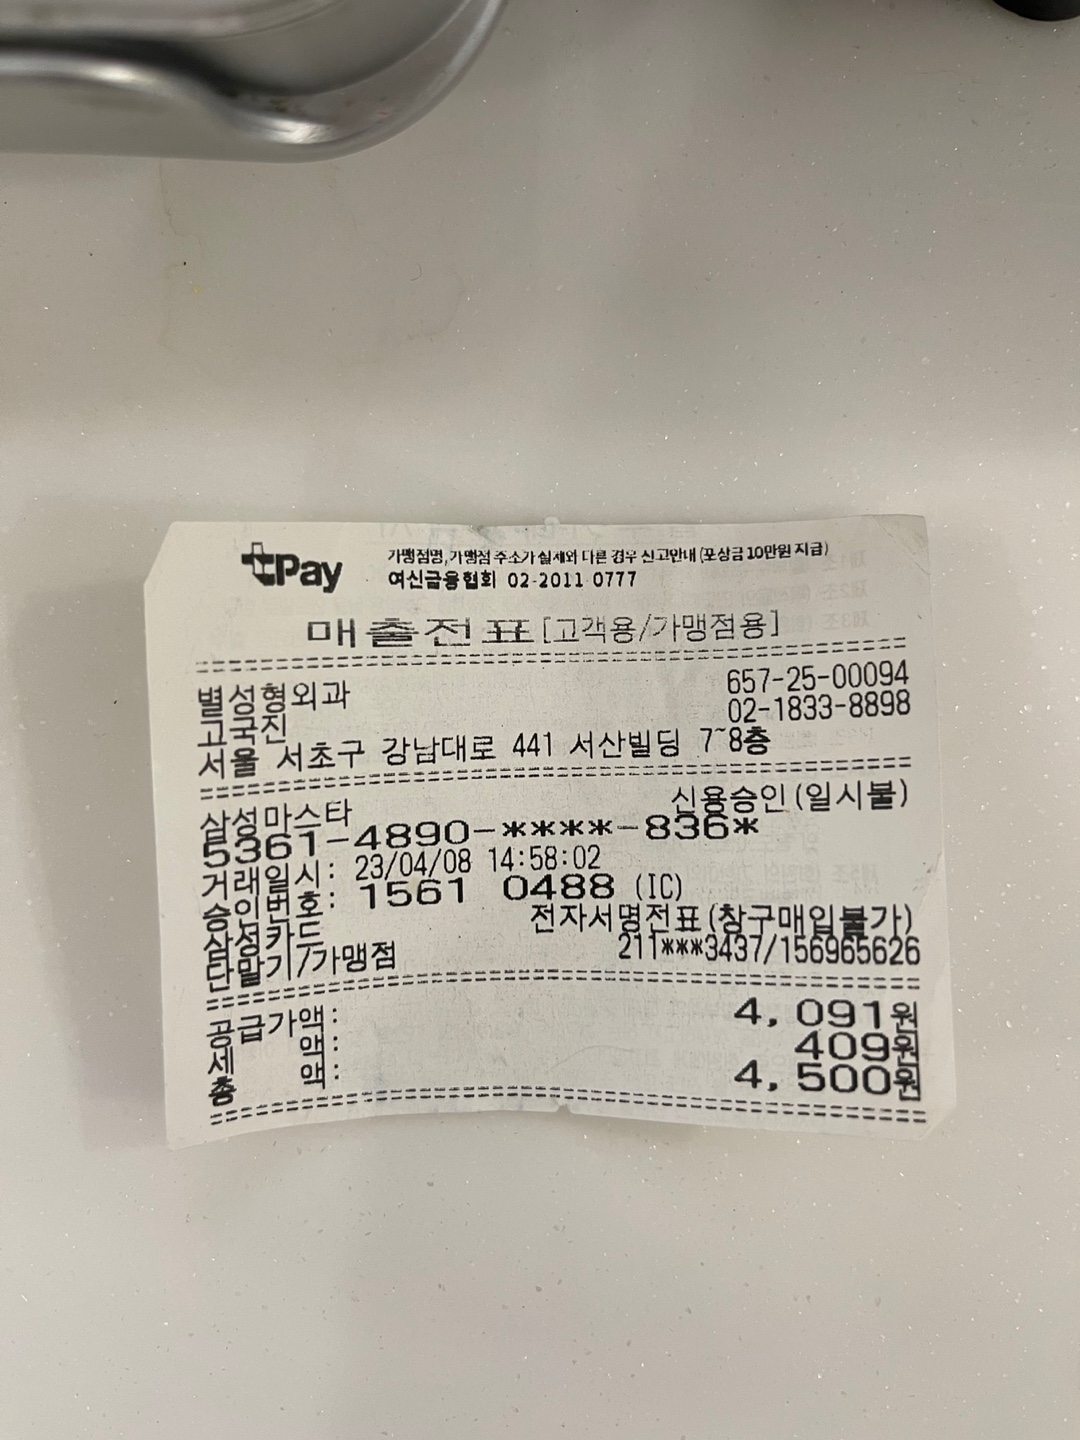 tPay 가맹점명,가맹점 주소가 실제와 다른 경우 신고안내 (포상금 10만원 지급)
여신금융협회 02-2011-0777
매출전표[고객용/가맹점용]
별성형외과 657-25-00094
고국진 02-1833-8898
서울 서초구 강남대로 441 서산빌딩 7~8층
삼성마스타 신용승인(일시불)
5361-4890-****-836*
거래일시: 23/04/08 14:58:02
승인번호: 1561 0488 (IC)
삼성카드 전자서명전표(창구매입불가)
단말기/가맹점 211***3437/156965626
공급가액: 4,091원
세 액: 409원
총 액: 4,500원